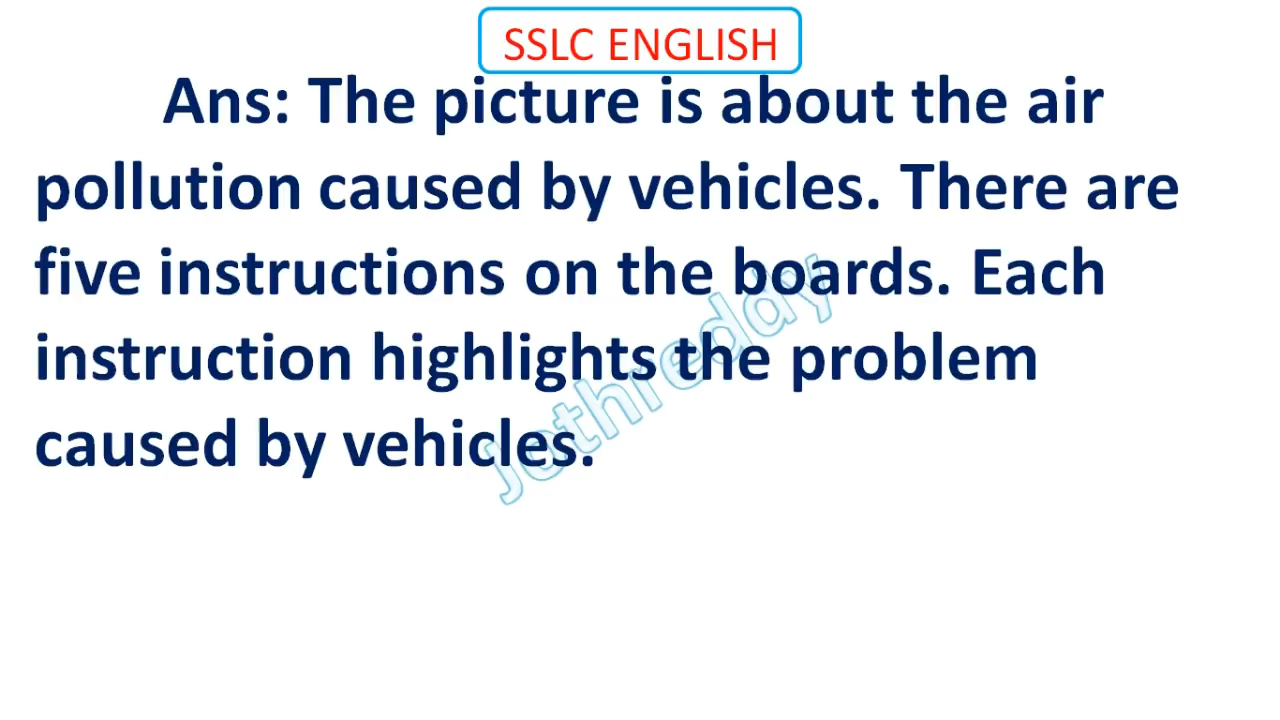 SSLC ENGLISH
Ans: The picture is about the air
pollution caused by vehicles. There are
five instructions on the boards. Each
instruction highlights the problem
caused by vehicles.
Jothreddy